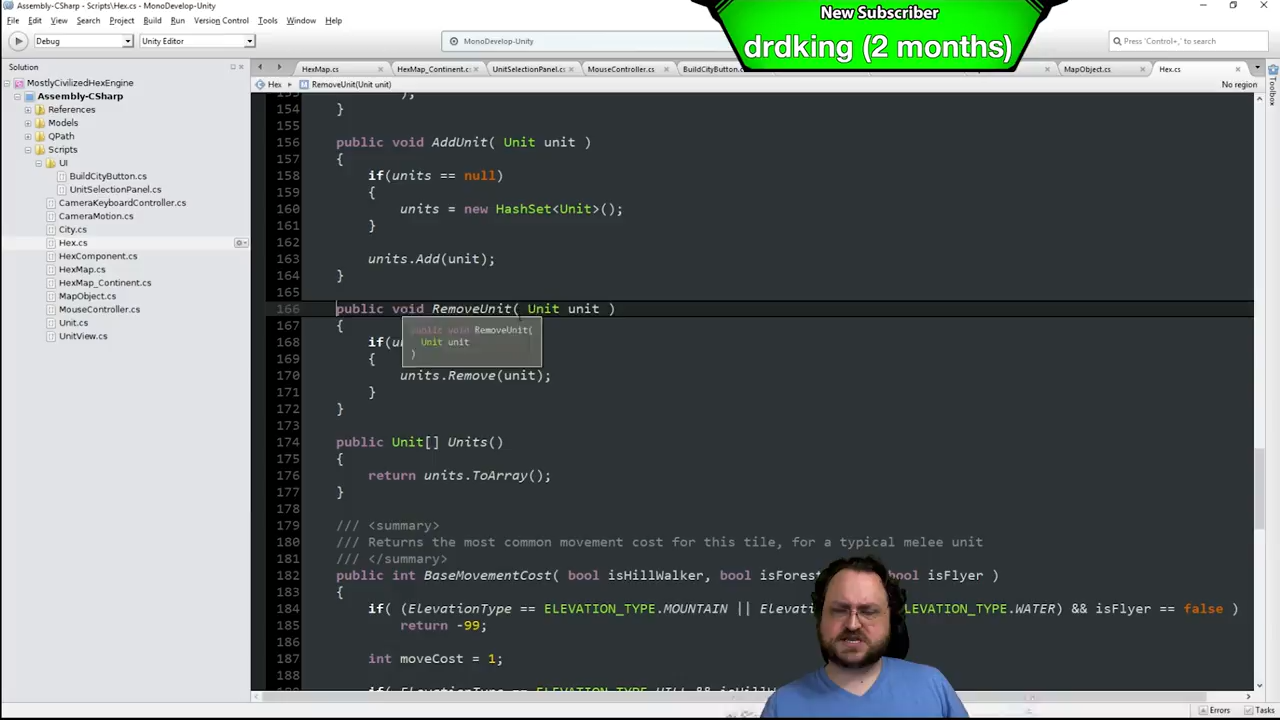 Assembly-CSharp - Scripts\Hex.cs - MonoDevelop-Unity
New Subscriber
drdking (2 months)
File Edit View Search Project Build Run Version Control Tools Window Help
Debug Unity Editor MonoDevelop-Unity Press 'Control+,' to search
Solution
HexMap.cs HexMap_Continent.cs UnitSelectionPanel.cs MouseController.cs BuildCityButton.cs MapObject.cs Hex.cs
Hex RemoveUnit(Unit unit) No region
Toolbox
MostlyCivilizedHexEngine
Assembly-CSharp
References
Models
QPath
Scripts
UI
BuildCityButton.cs
UnitSelectionPanel.cs
CameraKeyboardController.cs
CameraMotion.cs
City.cs
Hex.cs
HexComponent.cs
HexMap.cs
HexMap_Continent.cs
MapObject.cs
MouseController.cs
Unit.cs
UnitView.cs
154 }
155
156 public void AddUnit( Unit unit )
157 {
158 if(units == null)
159 {
160 units = new HashSet<Unit>();
161 }
162
163 units.Add(unit);
164 }
165
166 public void RemoveUnit( Unit unit )
167 {
public void RemoveUnit(
Unit unit
)
168 if(u
169 {
170 units.Remove(unit);
171 }
172 }
173
174 public Unit[] Units()
175 {
176 return units.ToArray();
177 }
178
179 /// <summary>
180 /// Returns the most common movement cost for this tile, for a typical melee unit
181 /// </summary>
182 public int BaseMovementCost( bool isHillWalker, bool isForest bool isFlyer )
183 {
184 if( (ElevationType == ELEVATION_TYPE.MOUNTAIN || Elevat LEVATION_TYPE.WATER) && isFlyer == false )
185 return -99;
186
187 int moveCost = 1;
188
Errors Tasks